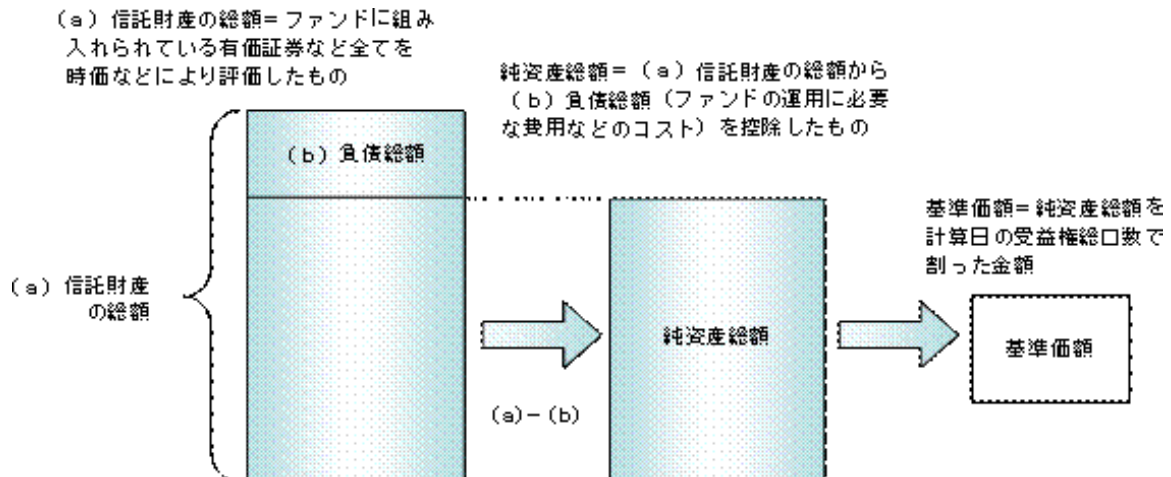 (a)信託財産の総額=ファンドに組み
入れられている有価証券など全てを
時価などにより評価したもの
純資産総額=(a)信託財産の総額から
(b)負債総額(ファンドの運用に必要
な費用などのコスト)を控除したもの
(b)負債総額
基準価額=純資産総額を
計算日の受益権総口数で
割った金額
(a)信託財産
の総額
純資産総額
基準価額
(a)-(b)